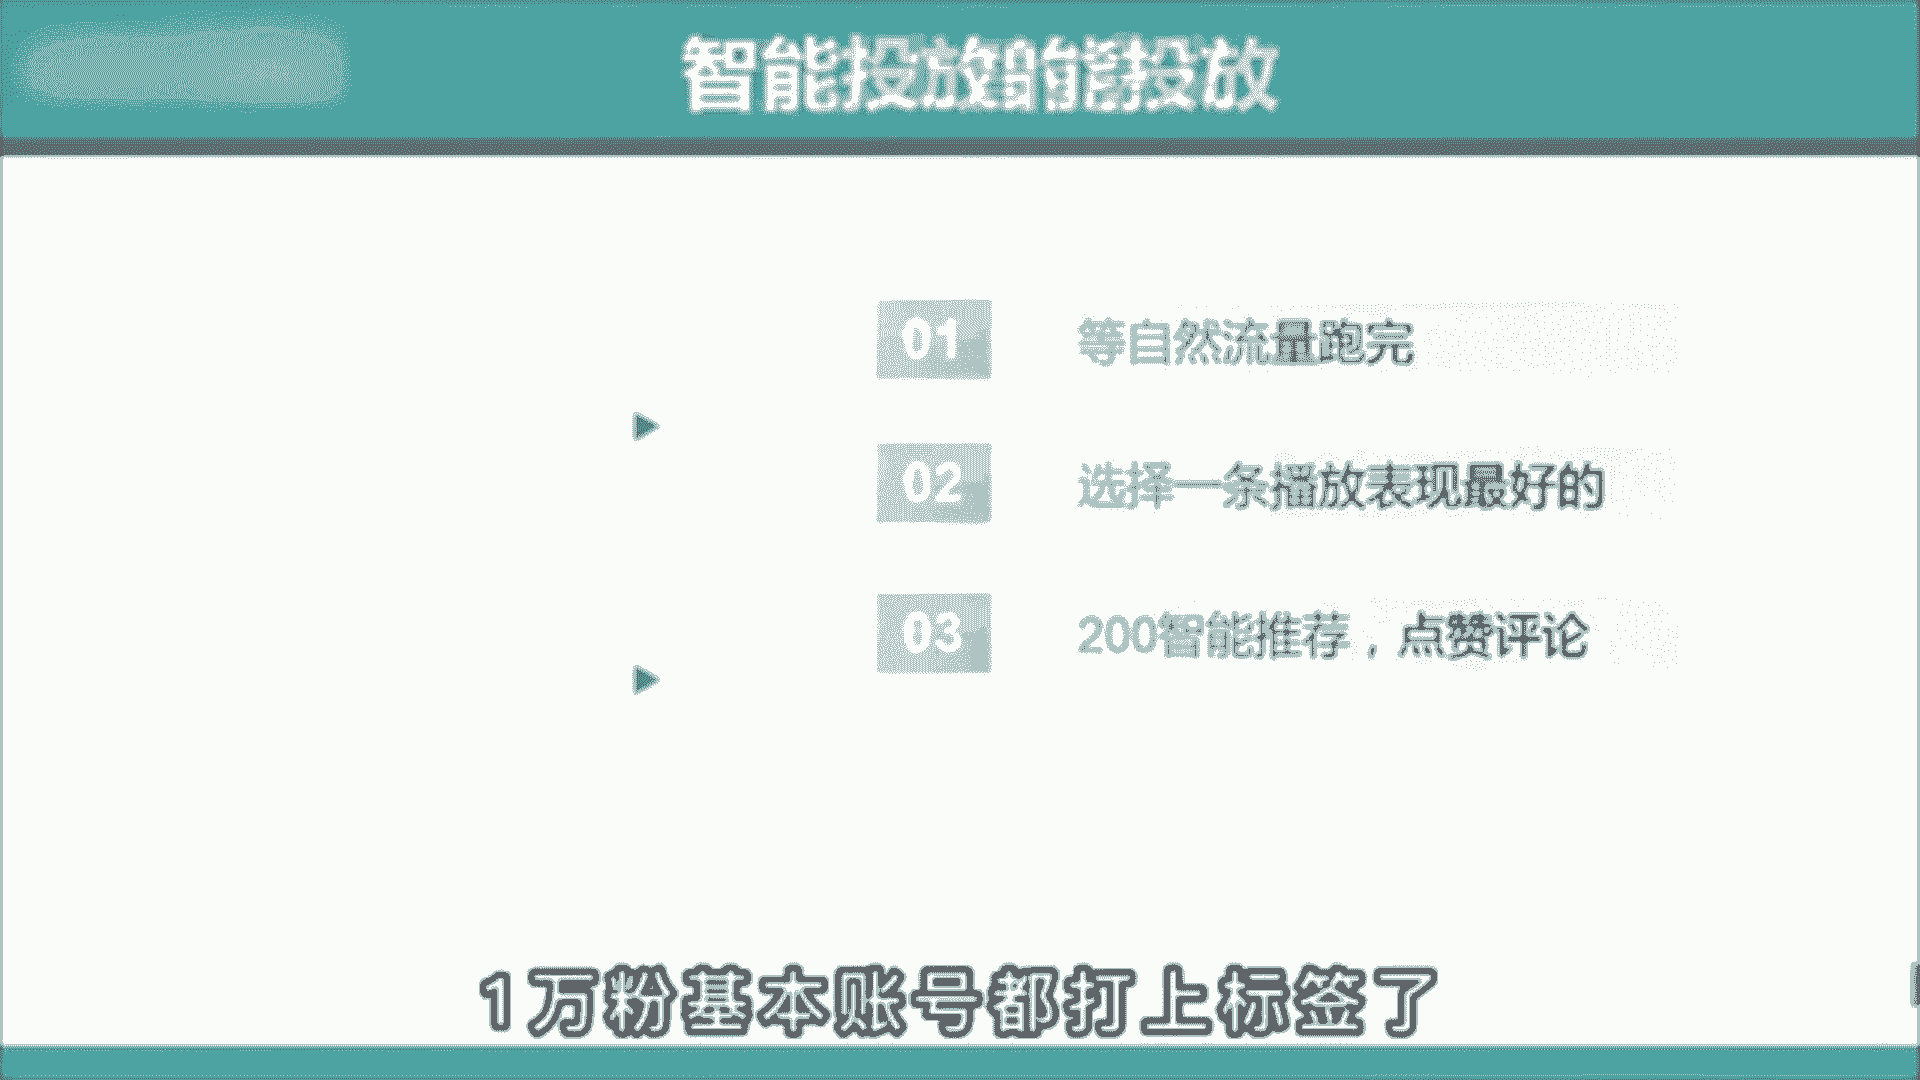 智能投放智能投放
01 等自然流量跑完
02 选择一条播放表现最好的
03 200智能推荐，点赞评论
1万粉基本账号都打上标签了